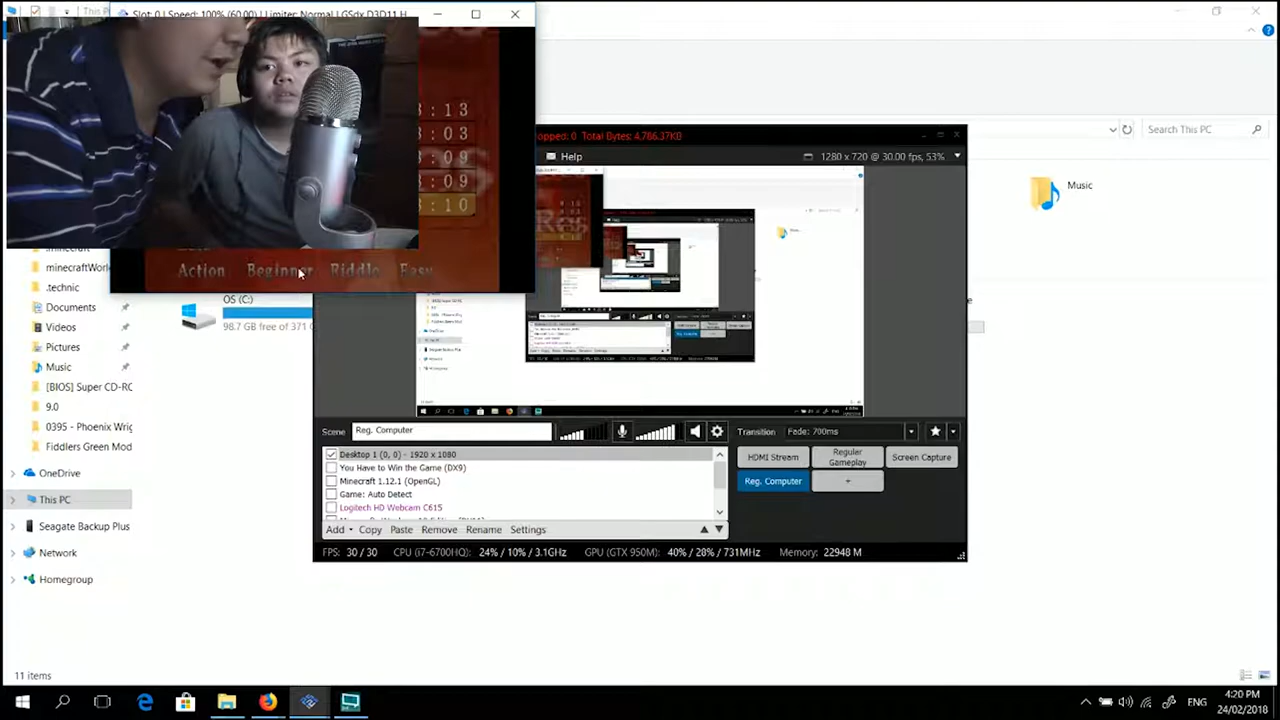 Slot: 0 | Speed: 100% (60.00) | Limiter: Normal | GSdx D3D11 H
This P
:13
:03
:09
:09
:10
Action Beginner Riddle Easy
Search This PC
Music
opped: 0 Total Bytes: 4,786.37KB
Help
1280 x 720 @ 30.00 fps, 53%
.minecraft
minecraftWorl
.technic
Documents
Videos
Pictures
Music
[BIOS] Super CD-RO
9.0
0395 - Phoenix Wrig
Fiddlers Green Mod
OneDrive
This PC
Seagate Backup Plus
Network
Homegroup
OS (C:)
98.7 GB free of 371 G
Scene
Reg. Computer
Transition
Fade: 700ms
Desktop 1 (0, 0) - 1920 x 1080
You Have to Win the Game (DX9)
Minecraft 1.12.1 (OpenGL)
Game: Auto Detect
Logitech HD Webcam C615
Add Copy Paste Remove Rename Settings
HDMI Stream
Regular Gameplay
Screen Capture
Reg. Computer
+
FPS: 30 / 30 CPU (i7-6700HQ): 24% / 10% / 3.1GHz GPU (GTX 950M): 40% / 28% / 731MHz Memory: 22948 M
11 items
ENG
4:20 PM
24/02/2018